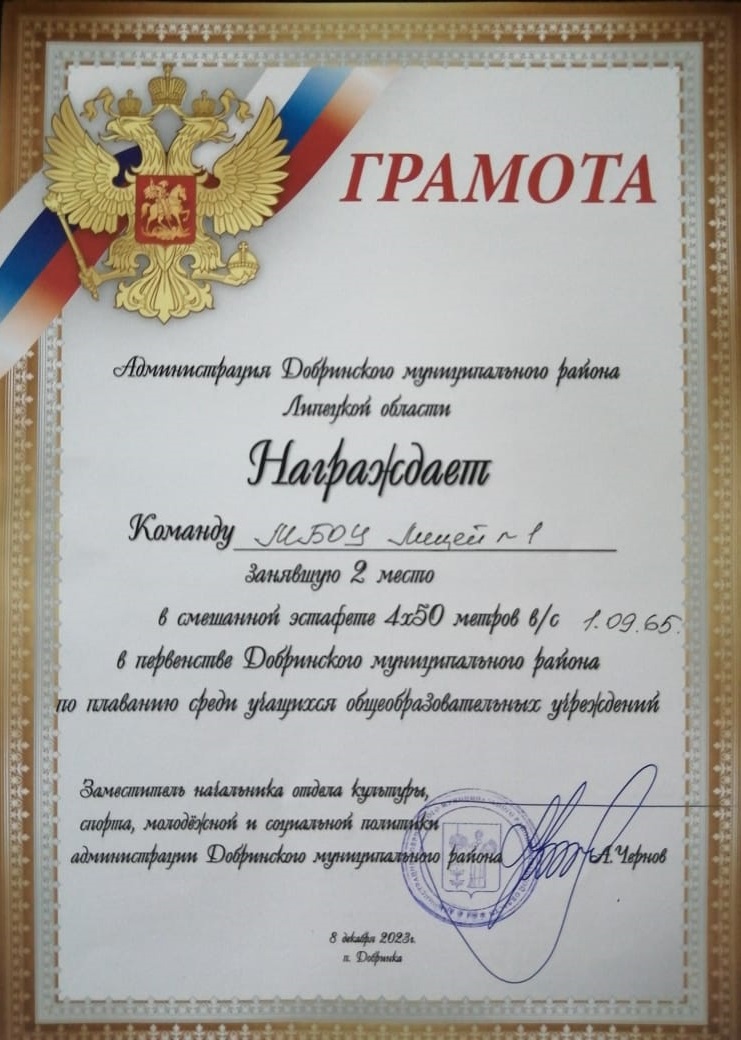 ГРАМОТА
Администрация Добринского муниципального района
Липецкой области
Награждает
Команду МБОУ Лицей №1
Занявшую 2 место
в смешанной эстафете 4х50 метров в/с 1.09.65.
в первенстве Добринского муниципального района
по плаванию среди учащихся общеобразовательных учреждений
Заместитель начальника отдела культуры,
спорта, молодёжной и социальной политики
администрации Добринского муниципального района А.Чернов
8 декабря 2023г.
п. Добринка